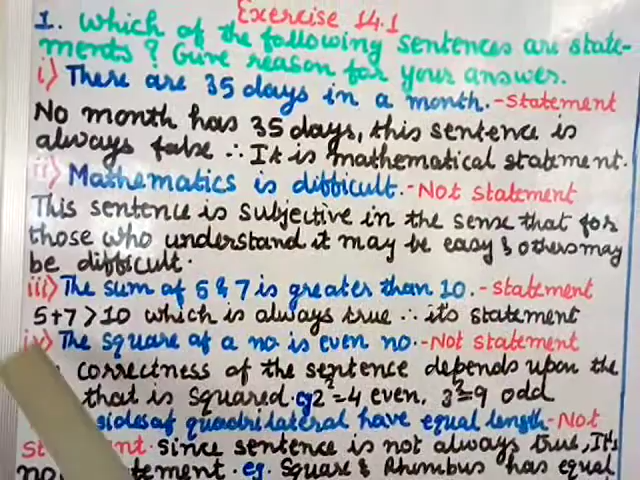 Exercise 14.1
1. Which of the following sentences are state-
ments? Give reason for your answer.
i) There are 35 days in a month. - Statement
No month has 35 days, this sentence is
always false ∴ It is mathematical statment.
ii) Mathematics is difficult. - Not Statement
This sentence is subjective in the sense that for
those who understand it may be easy & others may
be difficult.
iii) The sum of 5 & 7 is greater than 10. - Statement
5+7 > 10 which is always true ∴ its statement
iv) The square of a no is even no. - Not statement
correctness of the sentence depends upon the
that is squared. eg 2²=4 even, 3²=9 odd
sides of quadrilateral have equal length - Not
Since sentence is not always true, It's
eg. Square & Rhombus has equal